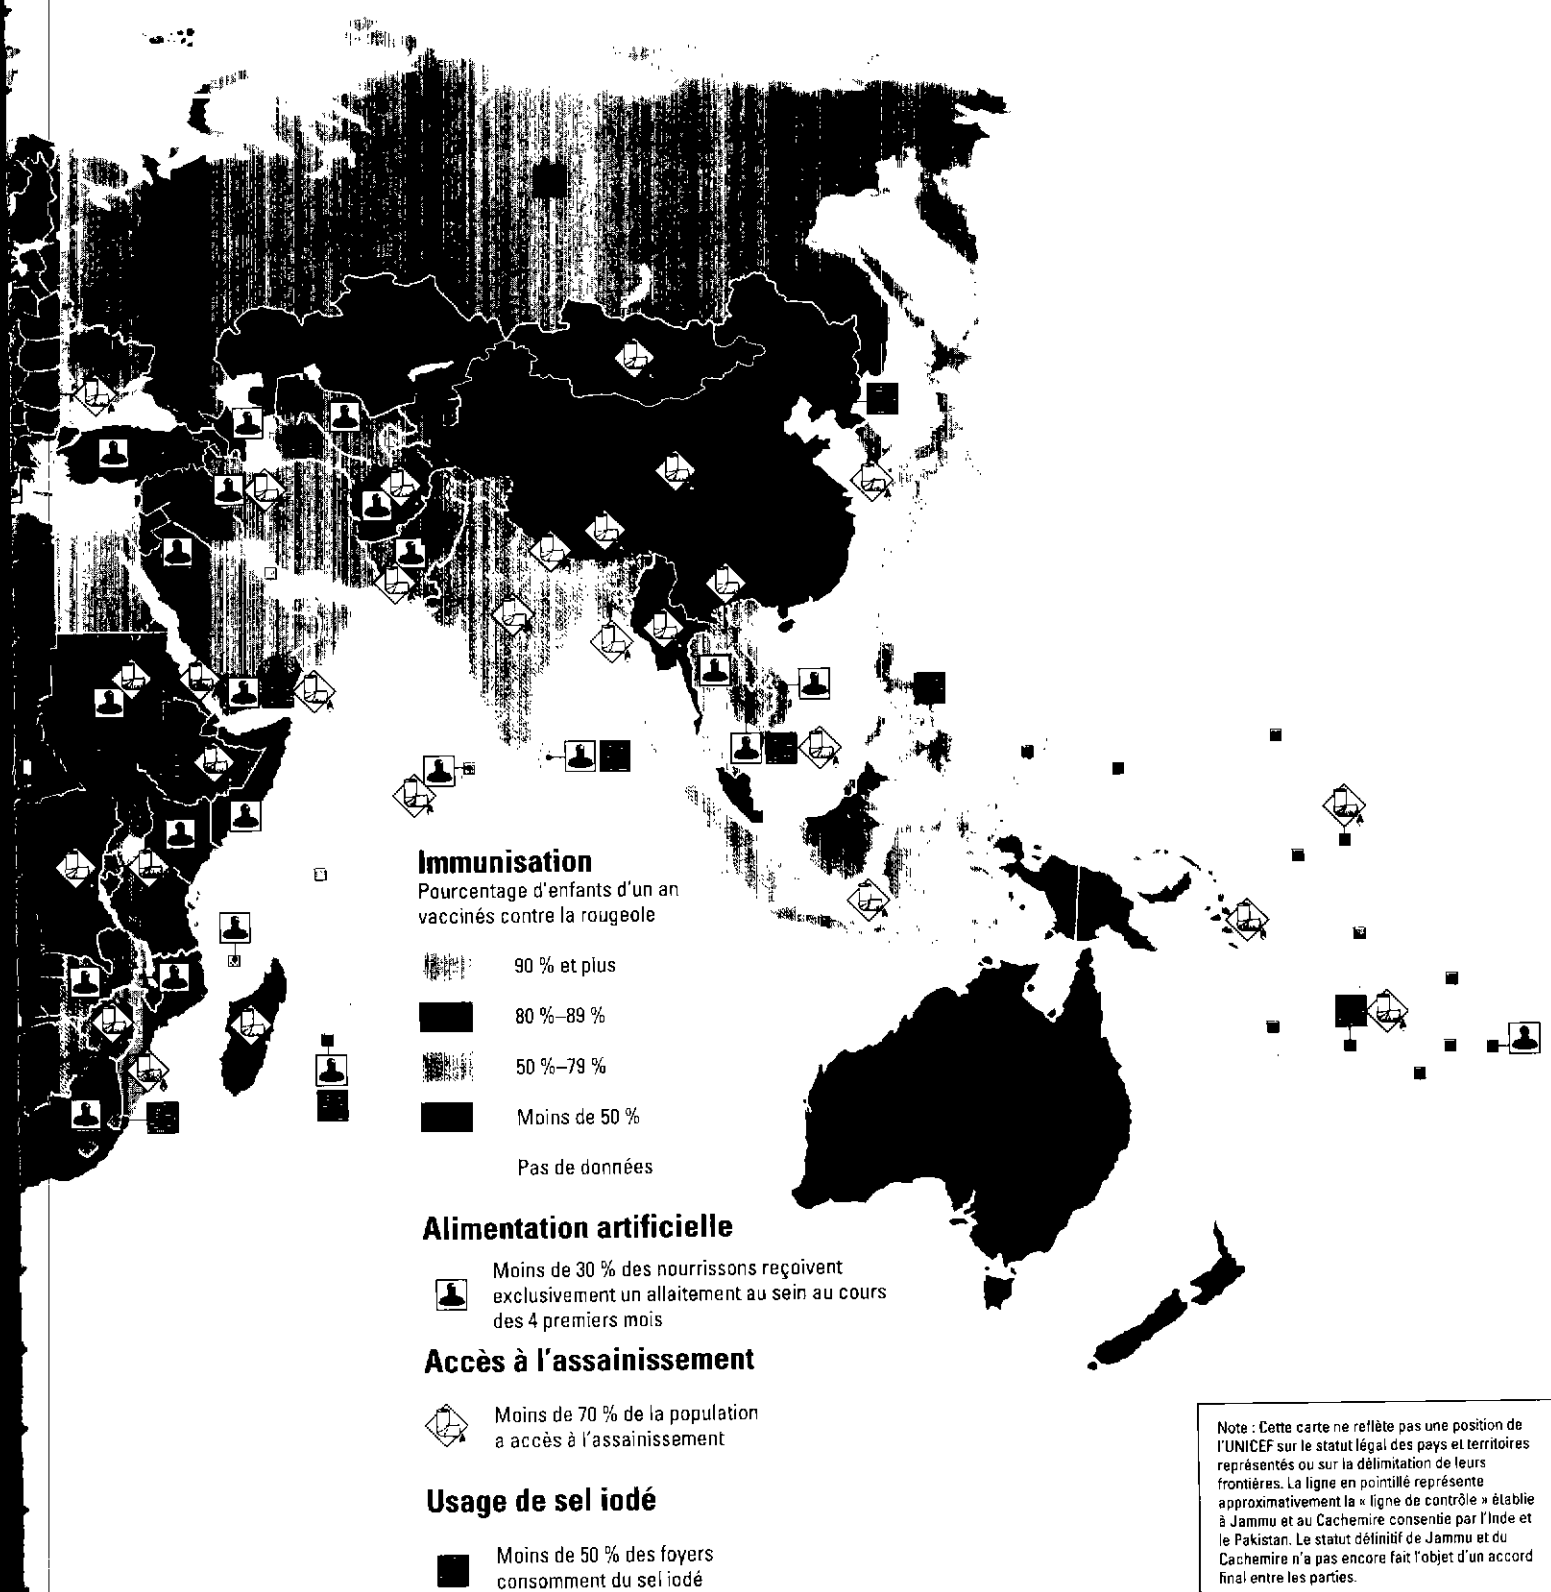 Immunisation
Pourcentage d'enfants d'un an
vaccinés contre la rougeole
90 % et plus
80 %–89 %
50 %–79 %
Moins de 50 %
Pas de données
Alimentation artificielle
Moins de 30 % des nourrissons reçoivent
exclusivement un allaitement au sein au cours
des 4 premiers mois
Accès à l'assainissement
Moins de 70 % de la population
a accès à l'assainissement
Usage de sel iodé
Moins de 50 % des foyers
consomment du sel iodé
Note : Cette carte ne reflète pas une position de
l'UNICEF sur le statut légal des pays et territoires
représentés ou sur la délimitation de leurs
frontières. La ligne en pointillé représente
approximativement la « ligne de contrôle » établie
à Jammu et au Cachemire consentie par l'Inde et
le Pakistan. Le statut définitif de Jammu et du
Cachemire n'a pas encore fait l'objet d'un accord
final entre les parties.